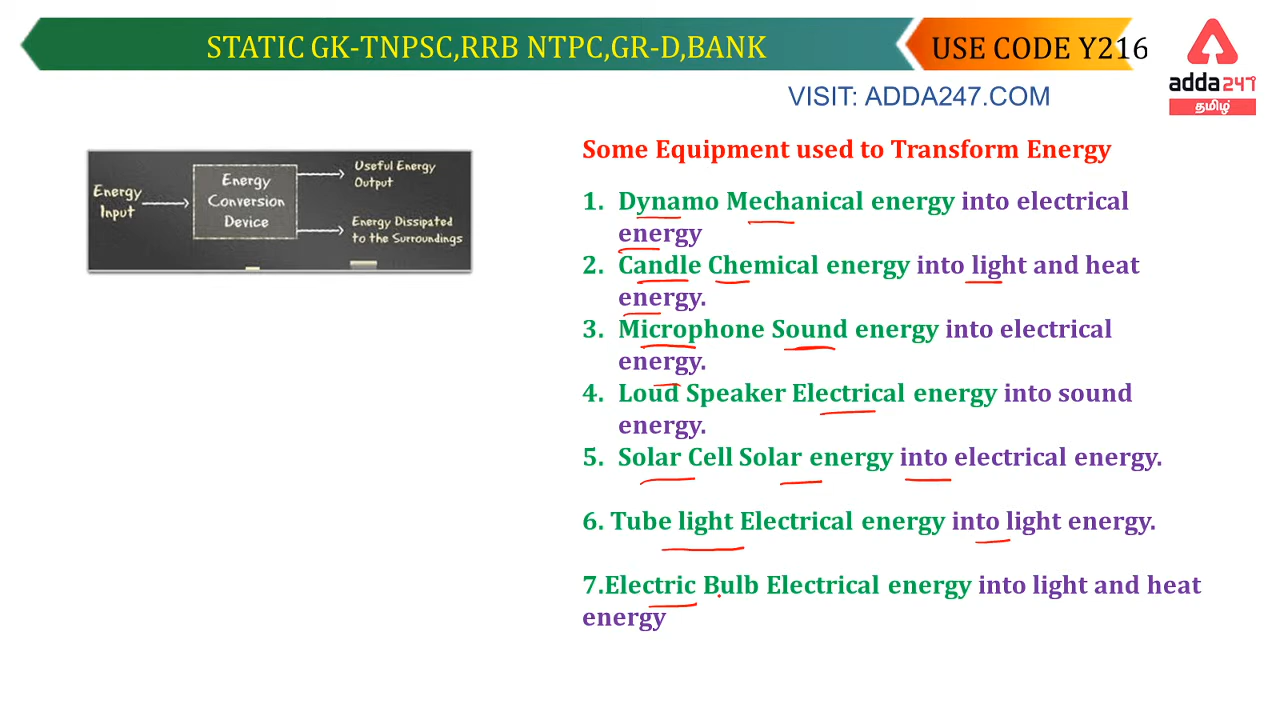 STATIC GK-TNPSC,RRB NTPC,GR-D,BANK
USE CODE Y216
adda247
தமிழ்
VISIT: ADDA247.COM
Energy Input
Energy Conversion Device
Useful Energy Output
Energy Dissipated to the Surroundings
Some Equipment used to Transform Energy
1. Dynamo Mechanical energy into electrical
energy
2. Candle Chemical energy into light and heat
energy.
3. Microphone Sound energy into electrical
energy.
4. Loud Speaker Electrical energy into sound
energy.
5. Solar Cell Solar energy into electrical energy.
6. Tube light Electrical energy into light energy.
7.Electric Bulb Electrical energy into light and heat
energy